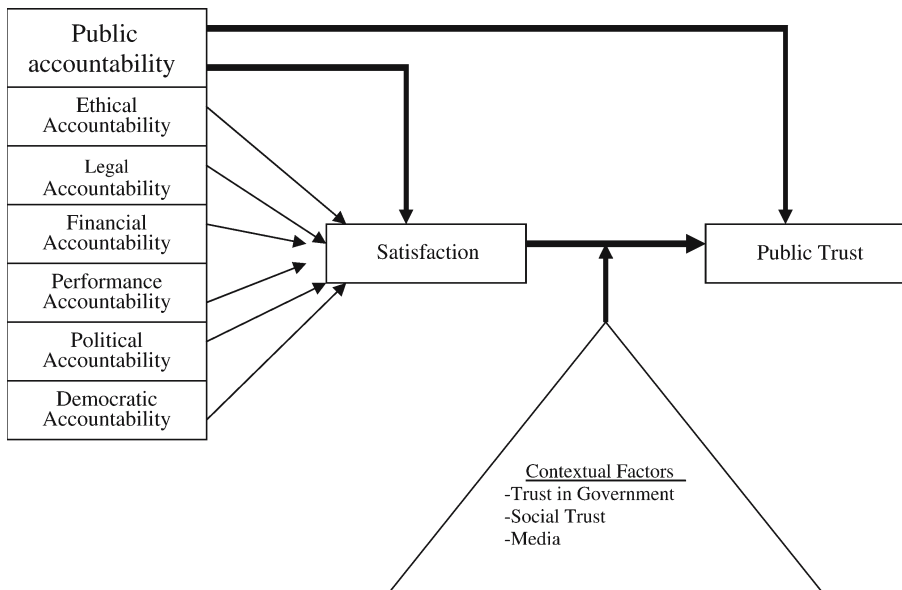 Public
accountability
Ethical
Accountability
Legal
Accountability
Financial
Accountability
Performance
Accountability
Political
Accountability
Democratic
Accountability
Satisfaction
Public Trust
Contextual Factors
-Trust in Government
-Social Trust
-Media